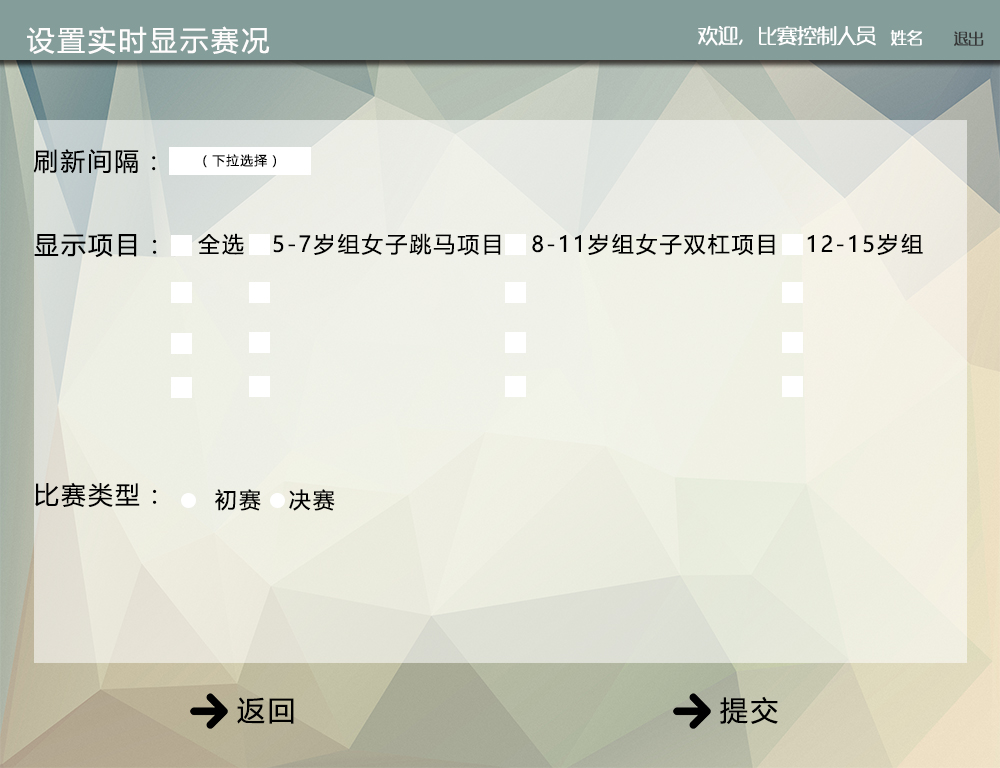 设置实时显示赛况
欢迎，比赛控制人员 姓名 退出
刷新间隔： （下拉选择）
显示项目： 全选 5-7岁组女子跳马项目 8-11岁组女子双杠项目 12-15岁组
比赛类型： 初赛 决赛
返回 提交